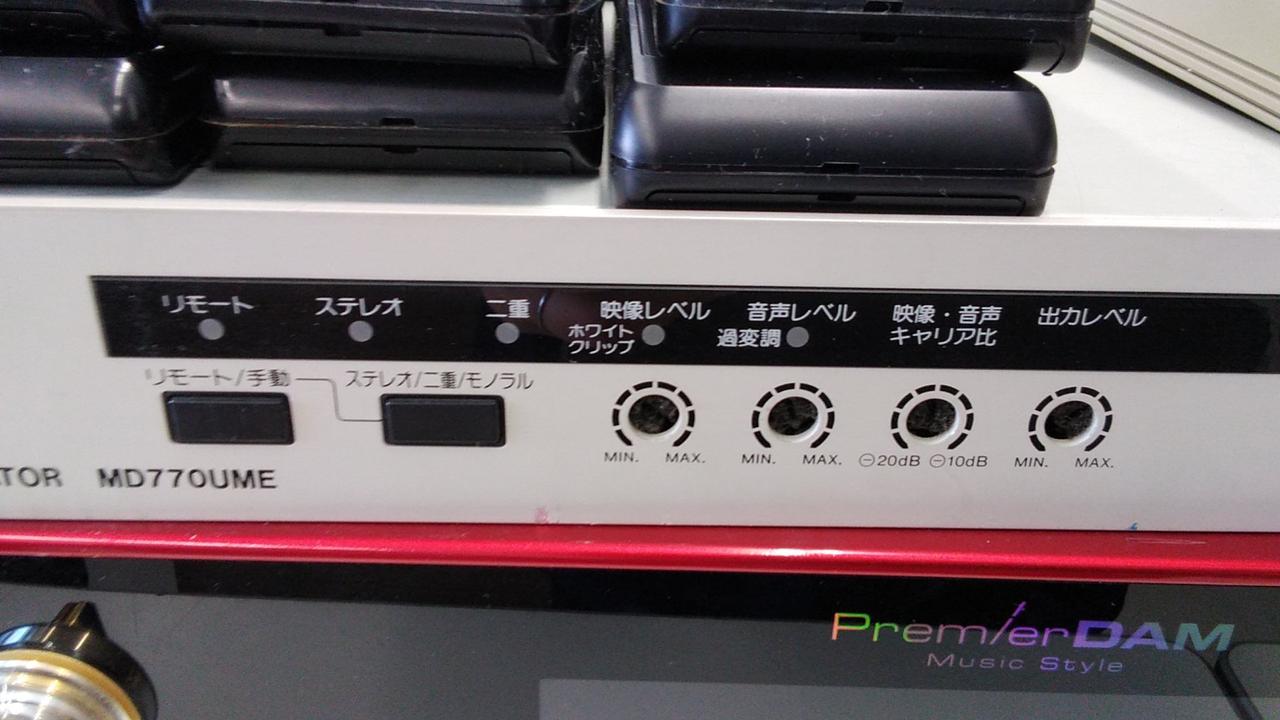 リモート
ステレオ
二重
映像レベル
ホワイト
クリップ
音声レベル
過変調
映像・音声
キャリア比
出力レベル
リモート/手動
ステレオ/二重/モノラル
MIN. MAX.
MIN. MAX.
⊖20dB ⊖10dB
MIN. MAX.
TOR MD770UME
PremierDAM
Music Style